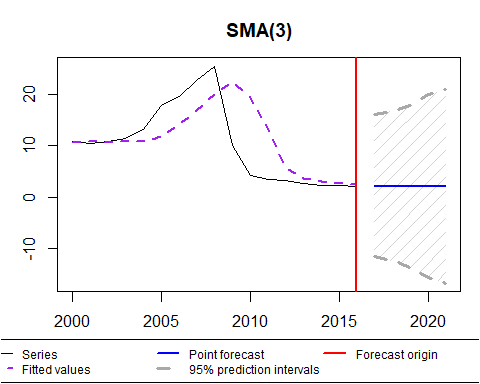 SMA(3)
20
10
0
-10
2000 2005 2010 2015 2020
Series Point forecast Forecast origin
Fitted values 95% prediction intervals